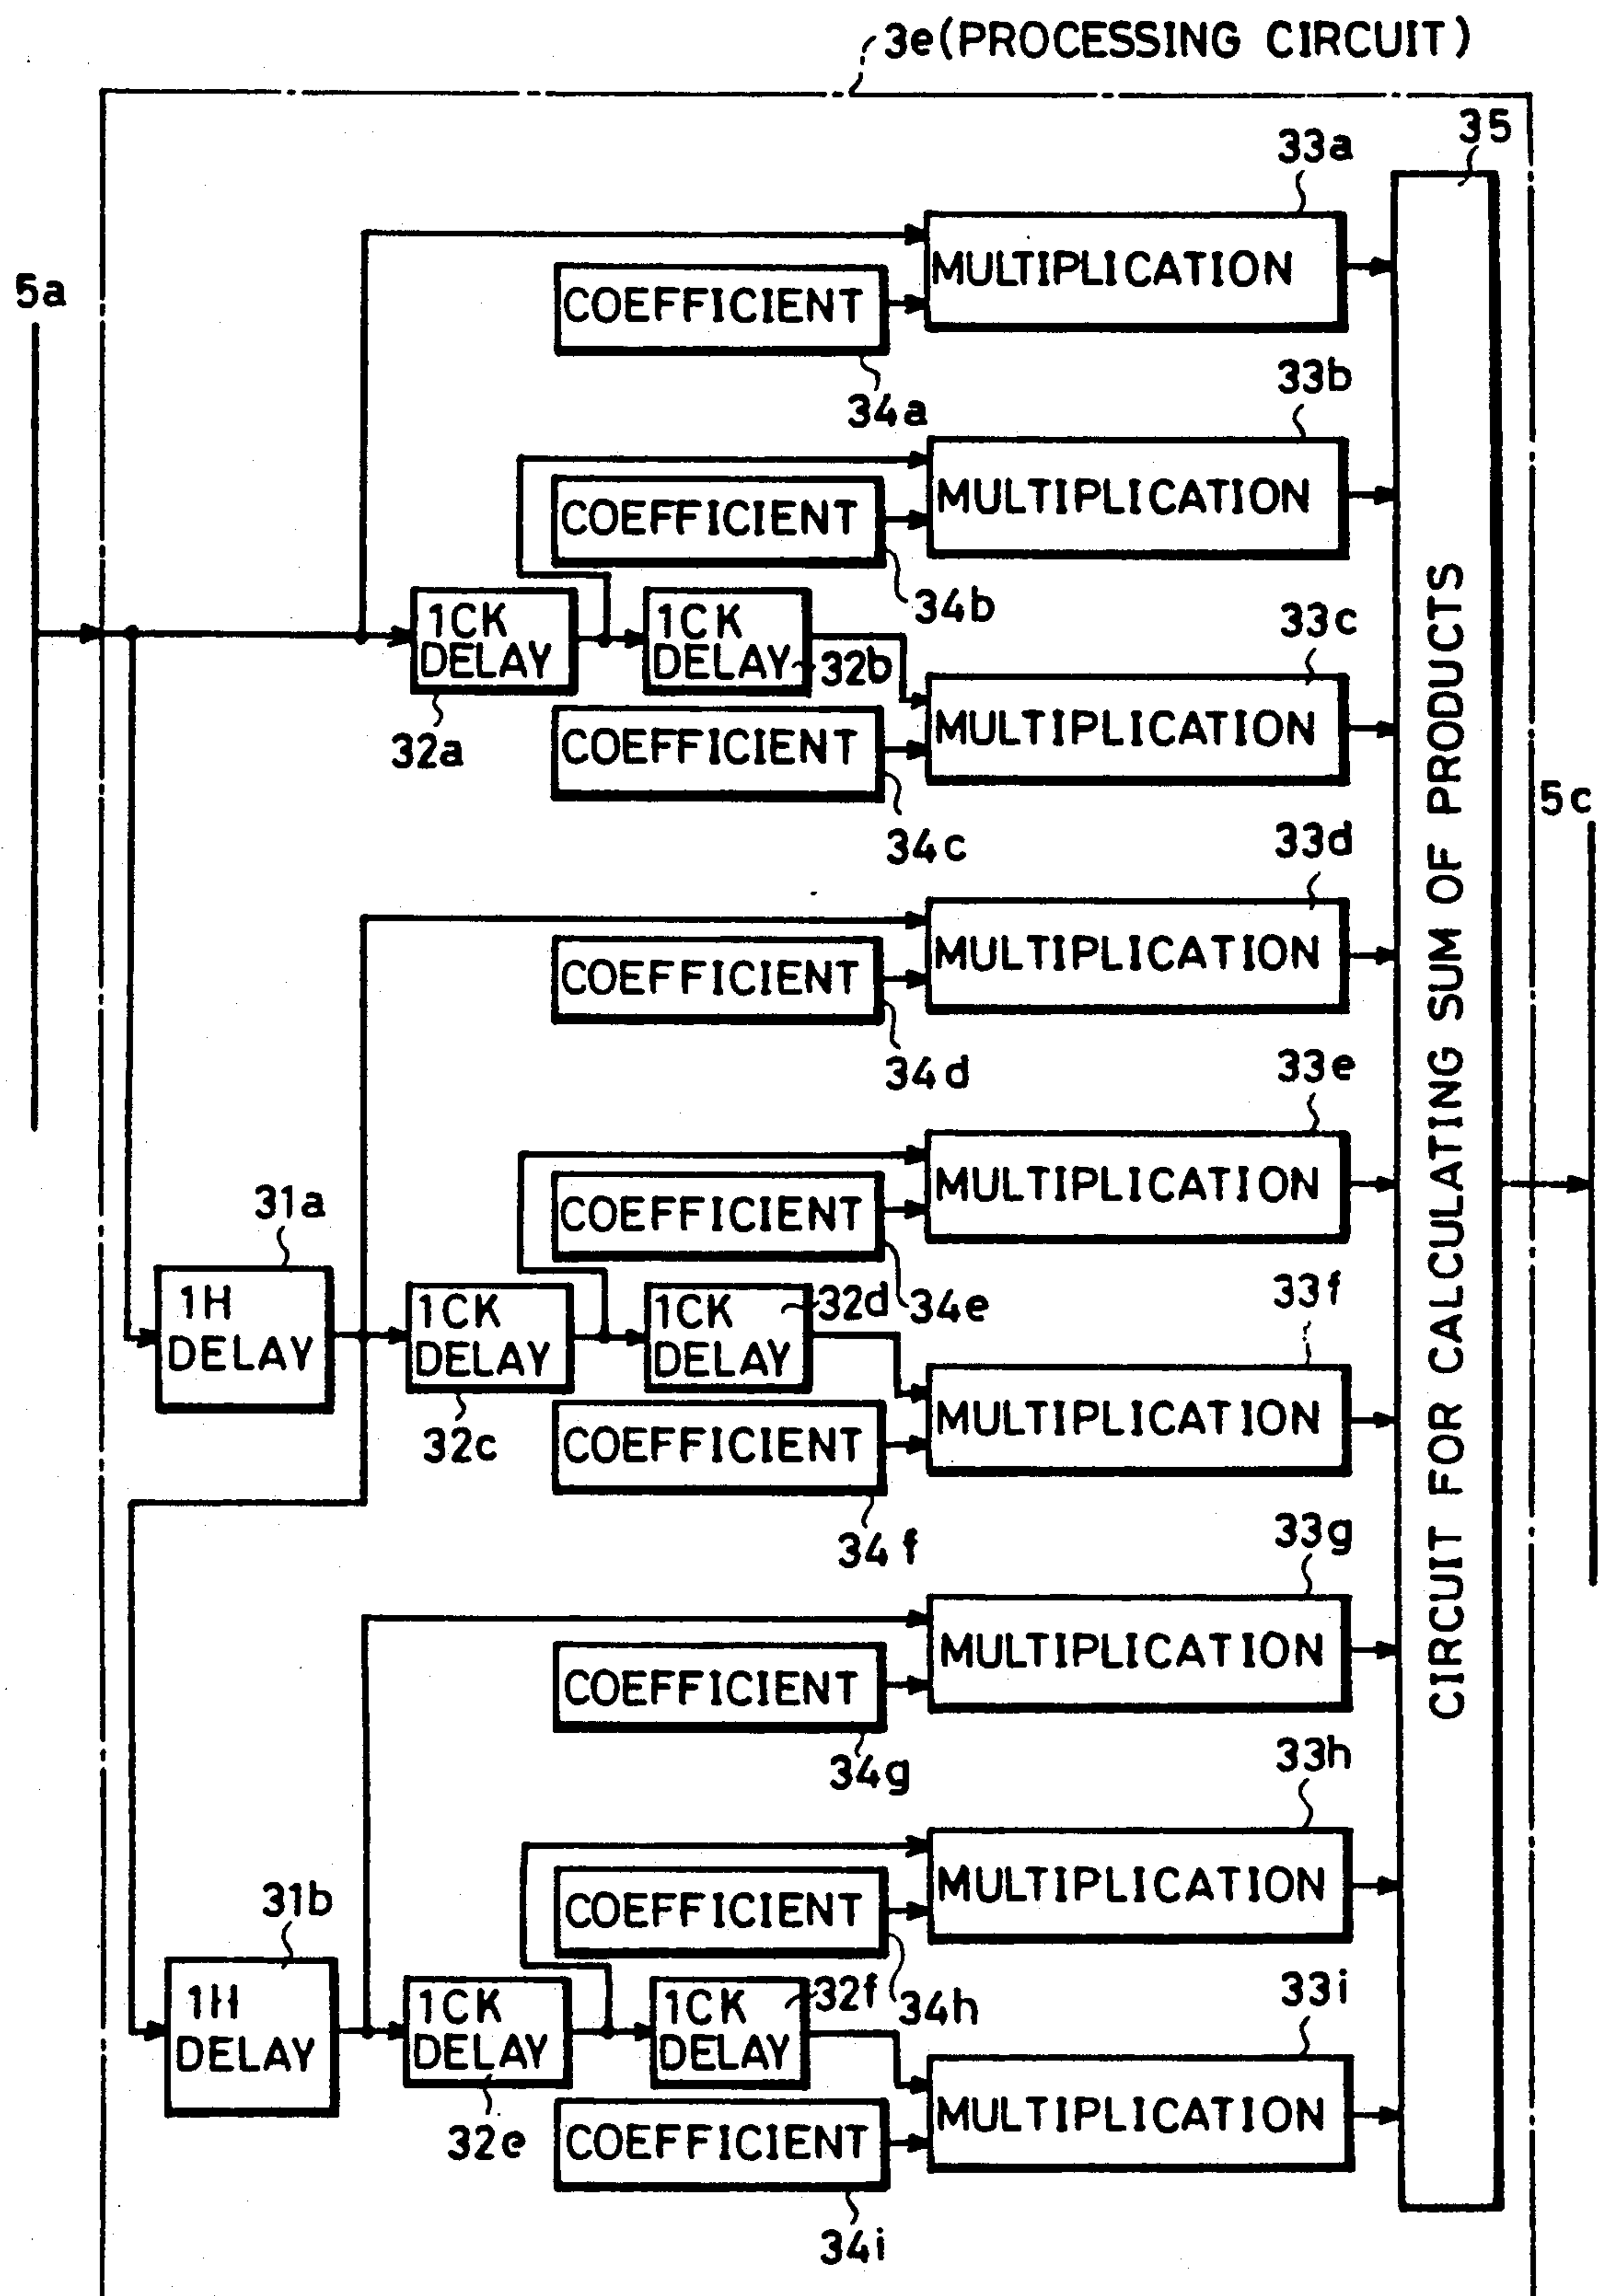 3e(PROCESSING CIRCUIT)
35
33a
MULTIPLICATION
5a
COEFFICIENT
34a
33b
MULTIPLICATION
COEFFICIENT
34b
1CK
DELAY
32a
1CK
DELAY
32b
33c
MULTIPLICATION
COEFFICIENT
34c
5c
33d
MULTIPLICATION
COEFFICIENT
34d
33e
MULTIPLICATION
COEFFICIENT
34e
31a
1H
DELAY
1CK
DELAY
32c
1CK
DELAY
32d
33f
MULTIPLICATION
COEFFICIENT
34f
CIRCUIT FOR CALCULATING SUM OF PRODUCTS
33g
MULTIPLICATION
COEFFICIENT
34g
33h
MULTIPLICATION
COEFFICIENT
34h
31b
1H
DELAY
1CK
DELAY
32e
1CK
DELAY
32f
33i
MULTIPLICATION
COEFFICIENT
34i